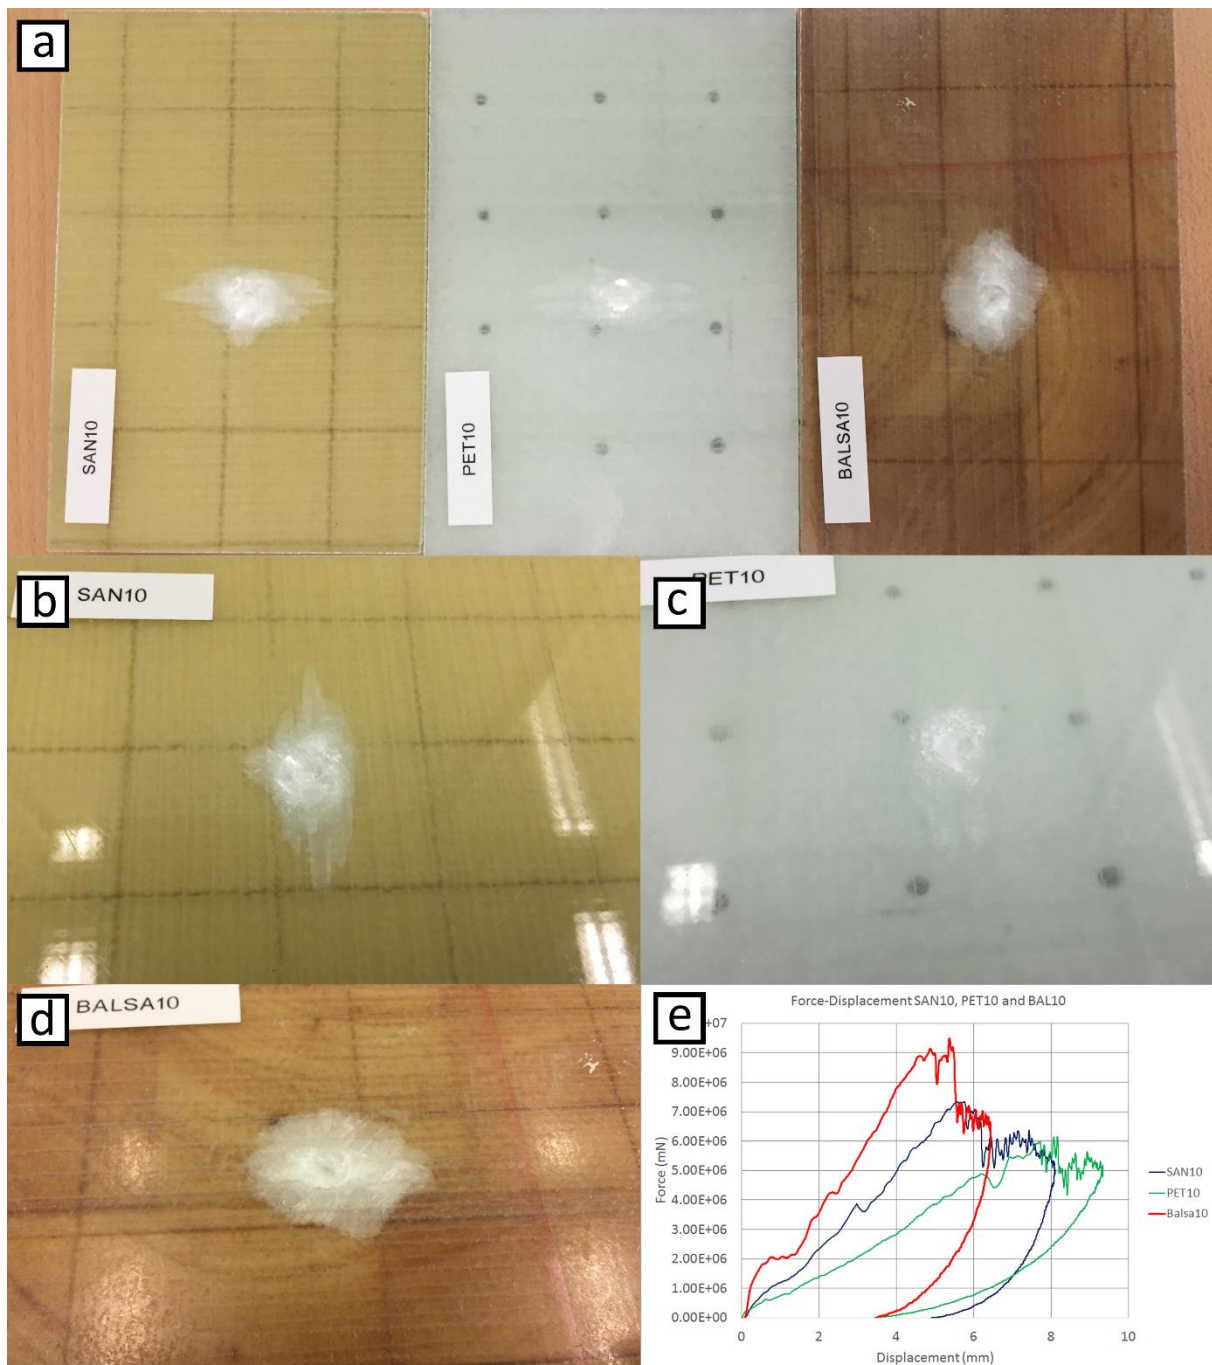 a
SAN10
PET10
BALSA10
b
SAN10
c
PET10
d
BALSA10
e
Force-Displacement SAN10, PET10 and BAL10
+07
9.00E+06
8.00E+06
7.00E+06
6.00E+06
5.00E+06
4.00E+06
3.00E+06
2.00E+06
1.00E+06
0.00E+00
Force (mN)
0 2 4 6 8 10
Displacement (mm)
SAN10
PET10
Balsa10